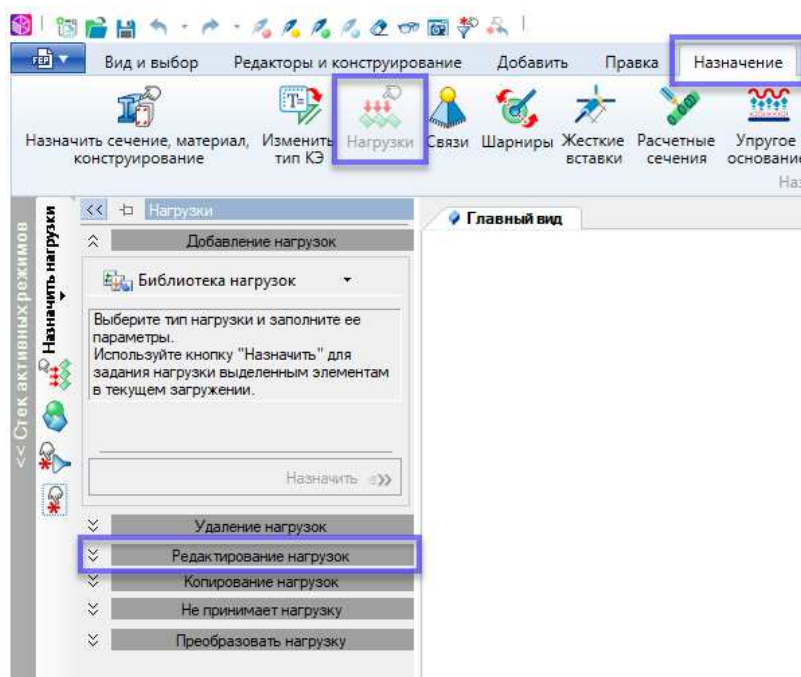 FEP
Вид и выбор Редакторы и конструирование Добавить Правка Назначение
Назначить сечение, материал, Изменить Нагрузки Связи Шарниры Жесткие Расчетные Упругое
конструирование тип КЭ вставки сечения основание
Наз
<< Нагрузки
Главный вид
Добавление нагрузок
Библиотека нагрузок
Выберите тип нагрузки и заполните ее
параметры.
Используйте кнопку "Назначить" для
задания нагрузки выделенным элементам
в текущем загружении.
Назначить
Удаление нагрузок
Редактирование нагрузок
Копирование нагрузок
Не принимает нагрузку
Преобразовать нагрузку
Назначить нагрузки
<< Стек активных режимов